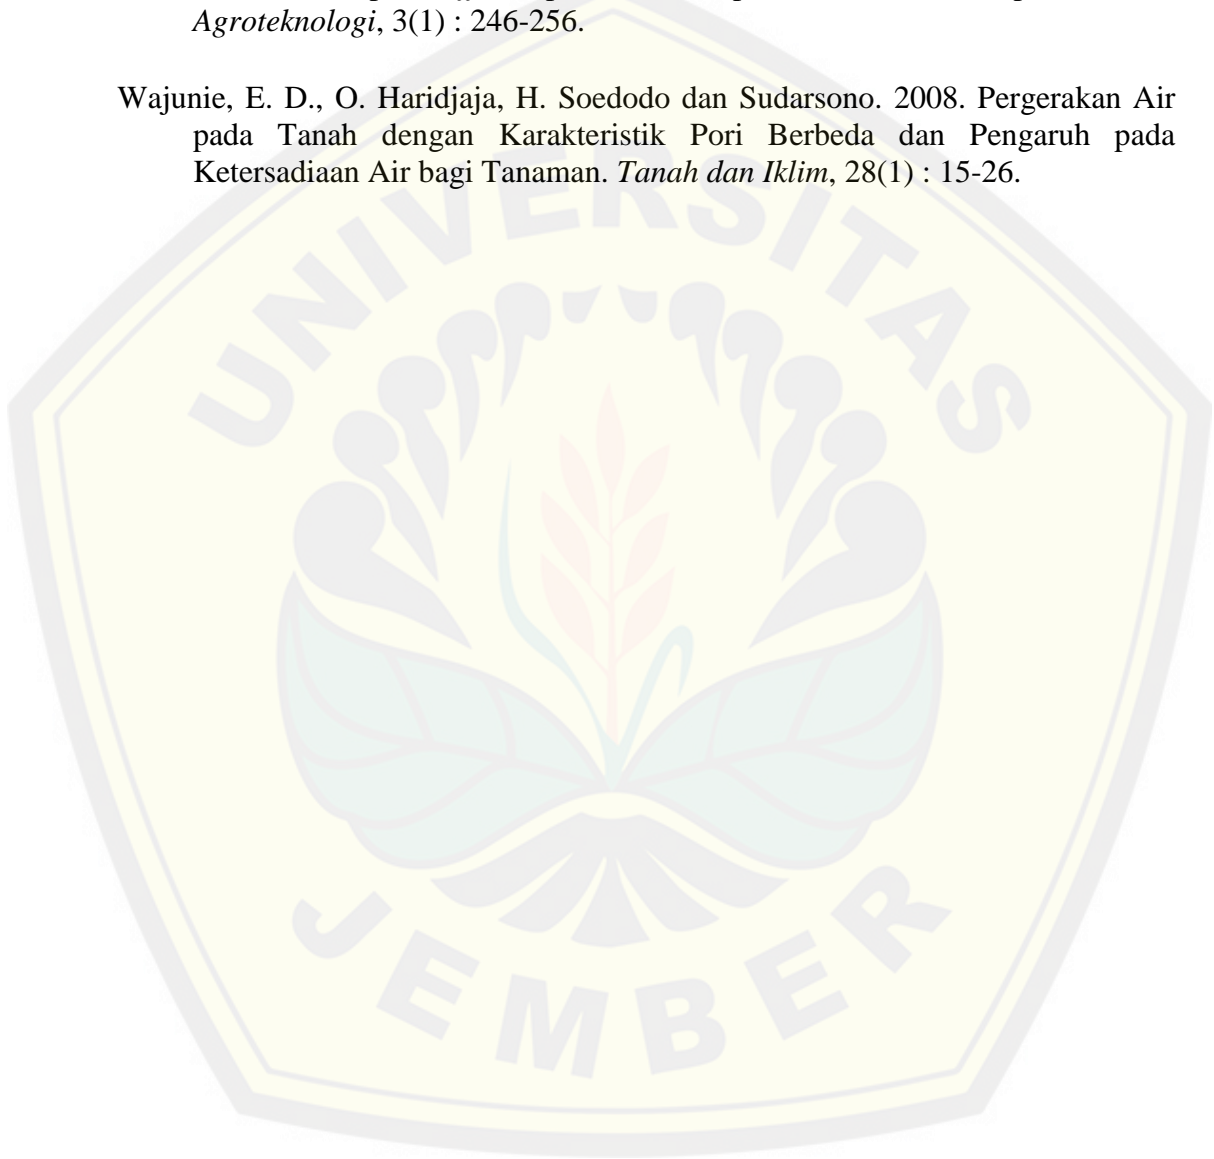 Agroteknologi, 3(1) : 246-256.
Wajunie, E. D., O. Haridjaja, H. Soedodo dan Sudarsono. 2008. Pergerakan Air
pada Tanah dengan Karakteristik Pori Berbeda dan Pengaruh pada
Ketersadiaan Air bagi Tanaman. Tanah dan Iklim, 28(1) : 15-26.
UNIVERSITAS
JEMBER